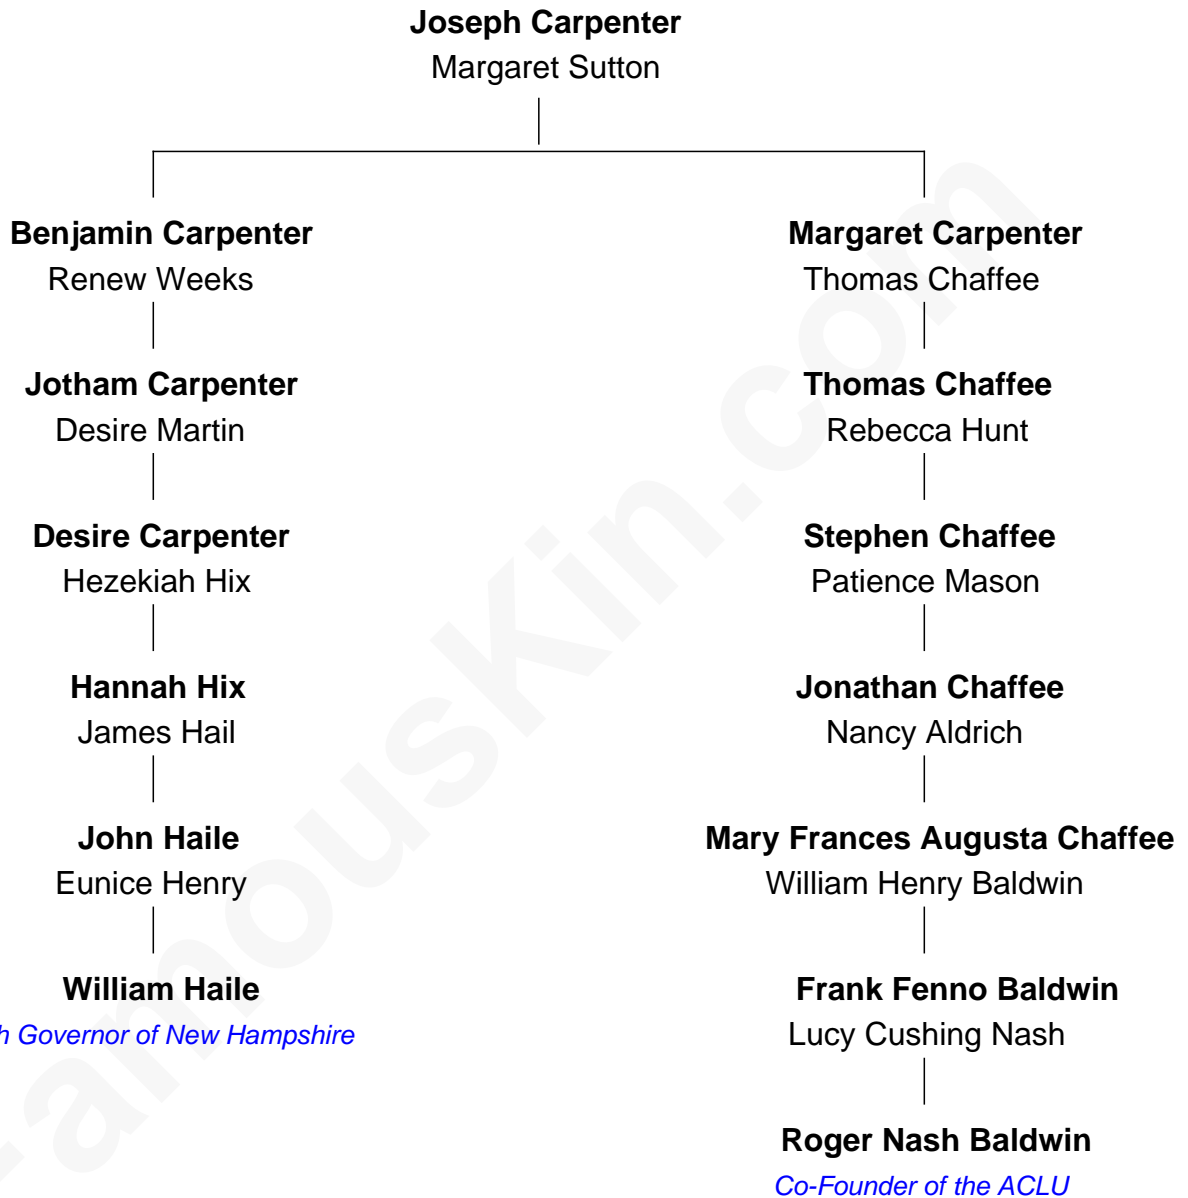 Joseph Carpenter
Margaret Sutton
Benjamin Carpenter
Renew Weeks
Margaret Carpenter
Thomas Chaffee
Jotham Carpenter
Desire Martin
Thomas Chaffee
Rebecca Hunt
Desire Carpenter
Hezekiah Hix
Stephen Chaffee
Patience Mason
Hannah Hix
James Hail
Jonathan Chaffee
Nancy Aldrich
John Haile
Eunice Henry
Mary Frances Augusta Chaffee
William Henry Baldwin
William Haile
Governor of New Hampshire
Frank Fenno Baldwin
Lucy Cushing Nash
Roger Nash Baldwin
Co-Founder of the ACLU
FamousKin.com